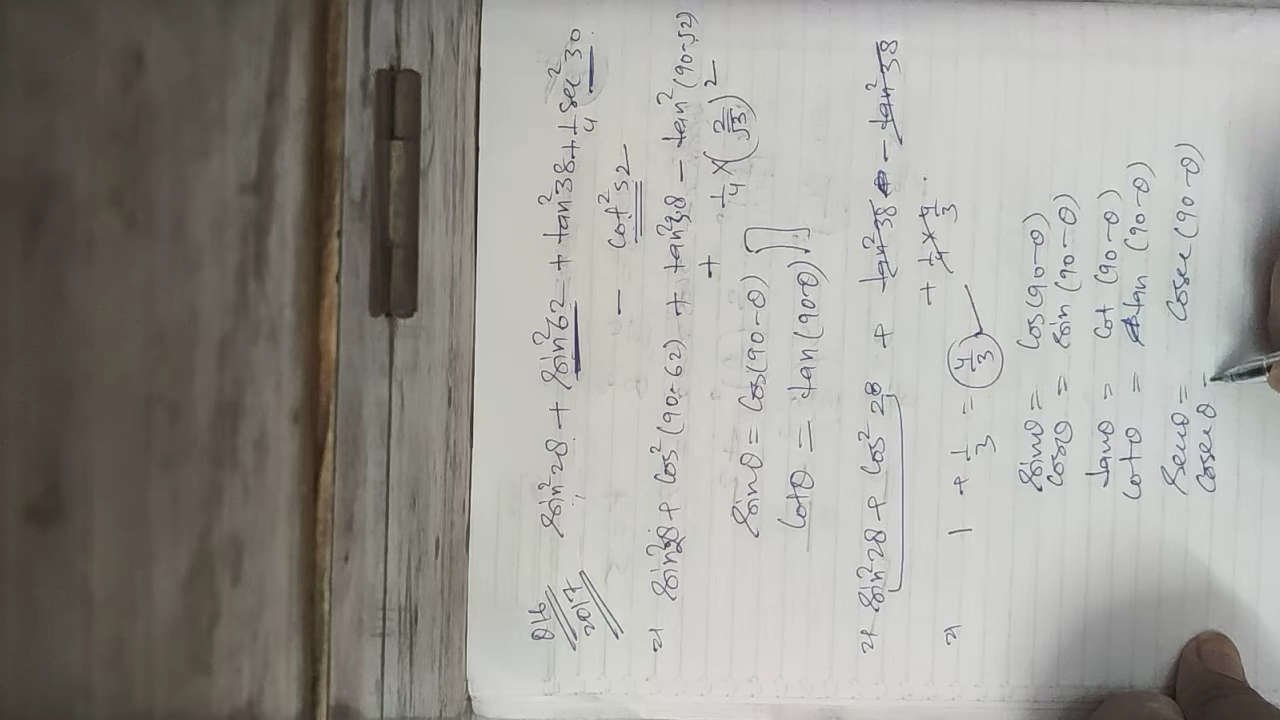 Q16 sin²28 + sin²62 + tan²38 + 1/4 sec²30
2017 − cot²52
⇒ sin²28 + cos²(90-62) + tan²38 − tan²(90-52)
+ 1/4 × (2/√3)²
sinθ = cos(90-θ)
cotθ = tan(90-θ)
⇒ sin²28 + cos²28 + tan²38 − tan²38
+ 1/4 × 4/3
⇒ 1 + 1/3 = 4/3
sinθ = cos(90-θ)
cosθ = sin(90-θ)
tanθ = cot(90-θ)
cotθ = tan(90-θ)
secθ = cosec(90-θ)
cosecθ =